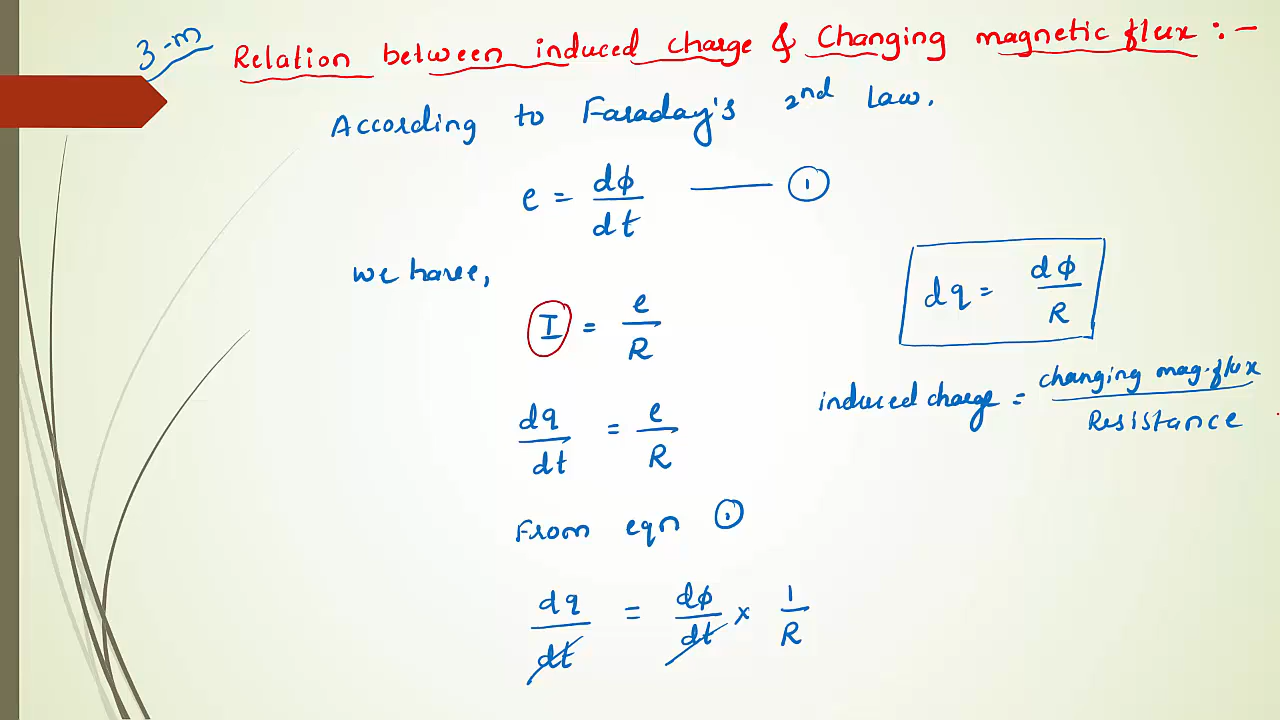 3-m
Relation between induced charge & Changing magnetic flux :-
According to Faraday's 2nd Law.
e = dϕ/dt —— ①
we have,
I = e/R
dq/dt = e/R
From eqn ①
dq/dt = dϕ/dt × 1/R
dq = dϕ/R
induced charge = changing mag.flux/Resistance